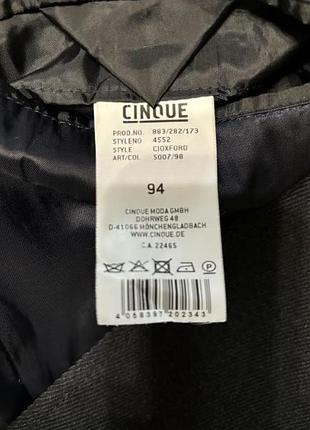 CINQUE
PROD.NO. 883/282/173
STYLENO 4552
STYLE CIOXFORD
ART/COL. 5007/98
94
CINQUE MODA GMBH
DOHRWEG 48
D-41066 MÖNCHENGLADBACH
WWW.CINQUE.DE
C.A. 22465
P
4 058397 202343